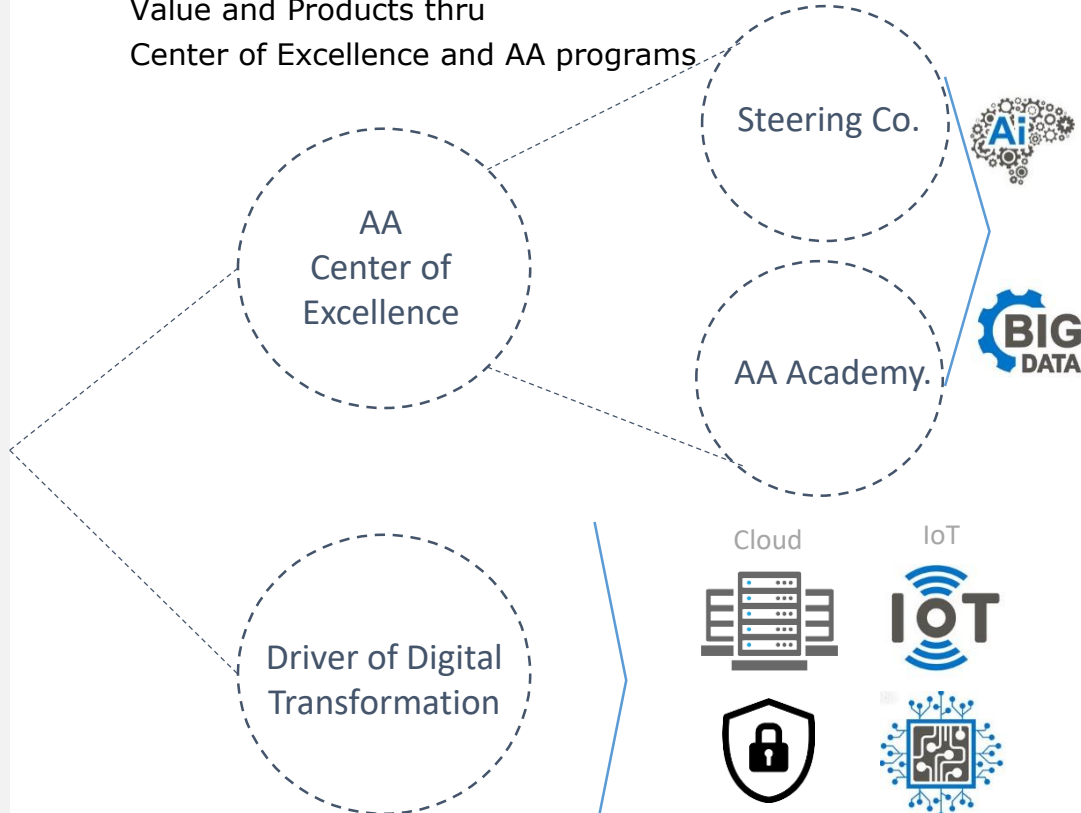 Value and Products thru
Center of Excellence and AA programs
Steering Co.
Ai
AA
Center of
Excellence
BIG
DATA
AA Academy.
Cloud
IoT
IoT
Driver of Digital
Transformation